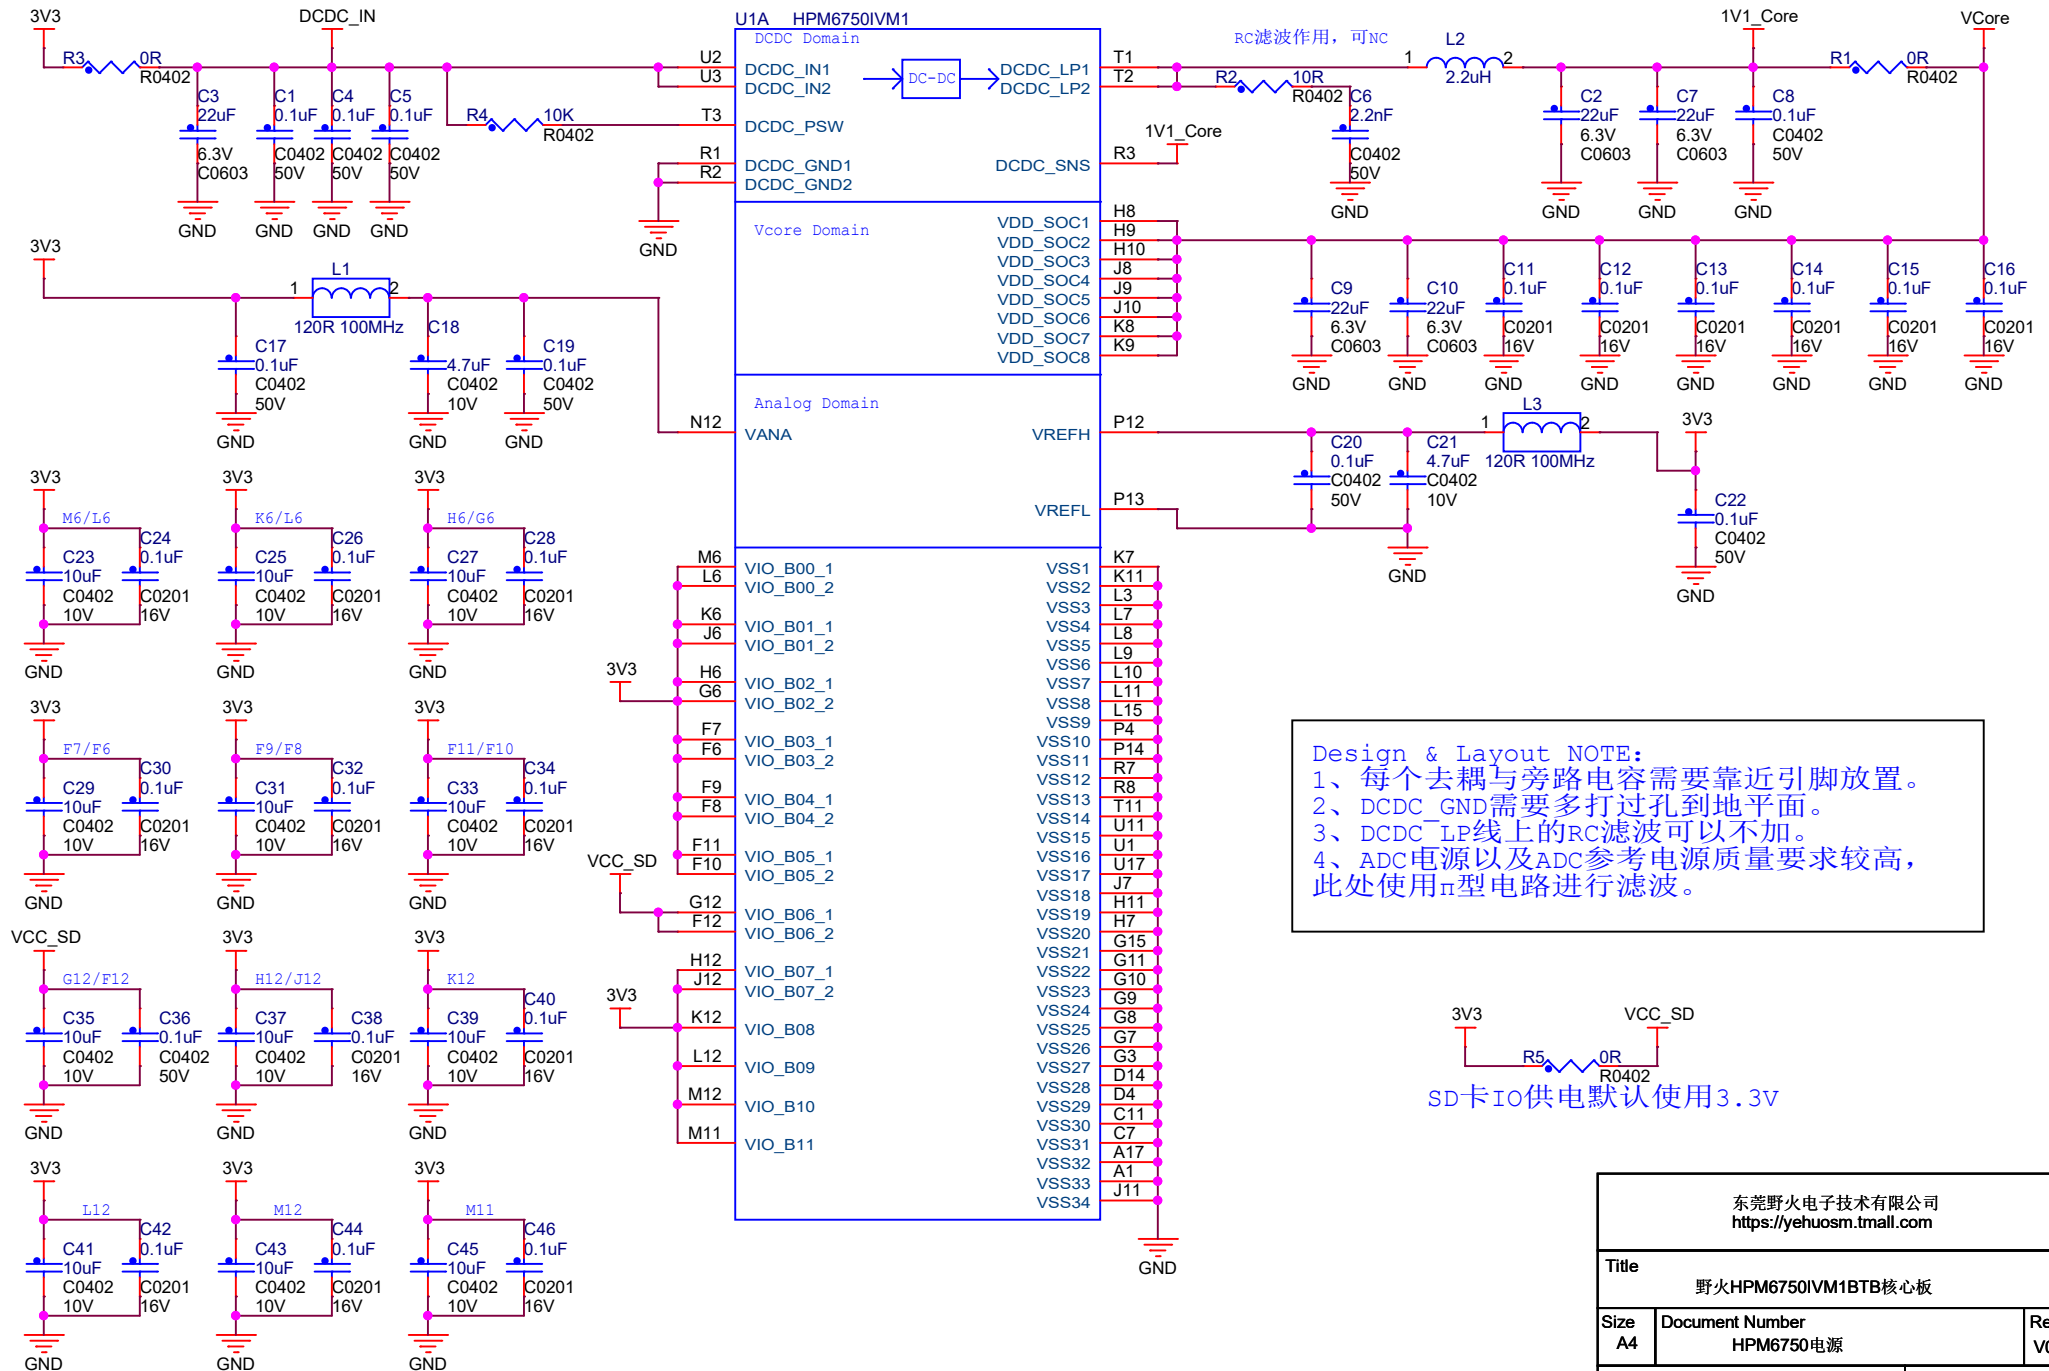 3V3
DCDC_IN
R3
0R
R0402
C3
22uF
6.3V
C0603
GND
C1
0.1uF
C0402
50V
GND
C4
0.1uF
C0402
50V
GND
C5
0.1uF
C0402
50V
GND
R4
10K
R0402
U1A HPM6750IVM1
DCDC Domain
DC-DC
U2 DCDC_IN1
U3 DCDC_IN2
T3 DCDC_PSW
R1 DCDC_GND1
R2 DCDC_GND2
GND
DCDC_LP1 T1
DCDC_LP2 T2
DCDC_SNS R3
1V1_Core
RC滤波作用，可NC
R2
10R
R0402
C6
2.2nF
C0402
50V
GND
1 L2 2
2.2uH
C2
22uF
6.3V
C0603
GND
C7
22uF
6.3V
C0603
GND
1V1_Core
C8
0.1uF
C0402
50V
GND
R1
0R
R0402
VCore
Vcore Domain
VDD_SOC1 H8
VDD_SOC2 H9
VDD_SOC3 H10
VDD_SOC4 J8
VDD_SOC5 J9
VDD_SOC6 J10
VDD_SOC7 K8
VDD_SOC8 K9
C9
22uF
6.3V
C0603
GND
C10
22uF
6.3V
C0603
GND
C11
0.1uF
C0201
16V
GND
C12
0.1uF
C0201
16V
GND
C13
0.1uF
C0201
16V
GND
C14
0.1uF
C0201
16V
GND
C15
0.1uF
C0201
16V
GND
C16
0.1uF
C0201
16V
GND
3V3
1 L1 2
120R 100MHz
C17
0.1uF
C0402
50V
GND
C18
4.7uF
C0402
10V
GND
C19
0.1uF
C0402
50V
GND
Analog Domain
N12 VANA
VREFH P12
VREFL P13
C20
0.1uF
C0402
50V
C21
4.7uF
C0402
10V
GND
1 L3 2
120R 100MHz
3V3
C22
0.1uF
C0402
50V
GND
3V3
M6/L6
C23
10uF
C0402
10V
C24
0.1uF
C0201
16V
GND
3V3
K6/L6
C25
10uF
C0402
10V
C26
0.1uF
C0201
16V
GND
3V3
H6/G6
C27
10uF
C0402
10V
C28
0.1uF
C0201
16V
GND
3V3
F7/F6
C29
10uF
C0402
10V
C30
0.1uF
C0201
16V
GND
3V3
F9/F8
C31
10uF
C0402
10V
C32
0.1uF
C0201
16V
GND
3V3
F11/F10
C33
10uF
C0402
10V
C34
0.1uF
C0201
16V
GND
VCC_SD
G12/F12
C35
10uF
C0402
10V
C36
0.1uF
C0402
50V
GND
3V3
H12/J12
C37
10uF
C0402
10V
C38
0.1uF
C0201
16V
GND
3V3
K12
C39
10uF
C0402
10V
C40
0.1uF
C0201
16V
GND
3V3
L12
C41
10uF
C0402
10V
C42
0.1uF
C0201
16V
GND
3V3
M12
C43
10uF
C0402
10V
C44
0.1uF
C0201
16V
GND
3V3
M11
C45
10uF
C0402
10V
C46
0.1uF
C0201
16V
GND
3V3
VCC_SD
3V3
M6 VIO_B00_1
L6 VIO_B00_2
K6 VIO_B01_1
J6 VIO_B01_2
H6 VIO_B02_1
G6 VIO_B02_2
F7 VIO_B03_1
F6 VIO_B03_2
F9 VIO_B04_1
F8 VIO_B04_2
F11 VIO_B05_1
F10 VIO_B05_2
G12 VIO_B06_1
F12 VIO_B06_2
H12 VIO_B07_1
J12 VIO_B07_2
K12 VIO_B08
L12 VIO_B09
M12 VIO_B10
M11 VIO_B11
VSS1 K7
VSS2 K11
VSS3 L3
VSS4 L7
VSS5 L8
VSS6 L9
VSS7 L10
VSS8 L11
VSS9 L15
VSS10 P4
VSS11 P14
VSS12 R7
VSS13 R8
VSS14 T11
VSS15 U11
VSS16 U1
VSS17 U17
VSS18 J7
VSS19 H11
VSS20 H7
VSS21 G15
VSS22 G11
VSS23 G10
VSS24 G9
VSS25 G8
VSS26 G7
VSS27 G3
VSS28 D14
VSS29 D4
VSS30 C11
VSS31 C7
VSS32 A17
VSS33 A1
VSS34 J11
GND
Design & Layout NOTE:
1、每个去耦与旁路电容需要靠近引脚放置。
2、DCDC_GND需要多打过孔到地平面。
3、DCDC_LP线上的RC滤波可以不加。
4、ADC电源以及ADC参考电源质量要求较高，
此处使用π型电路进行滤波。
3V3
VCC_SD
R5
0R
R0402
SD卡IO供电默认使用3.3V
东莞野火电子技术有限公司
https://yehuosm.tmall.com
Title
野火HPM6750IVM1BTB核心板
Size
A4
Document Number
HPM6750电源